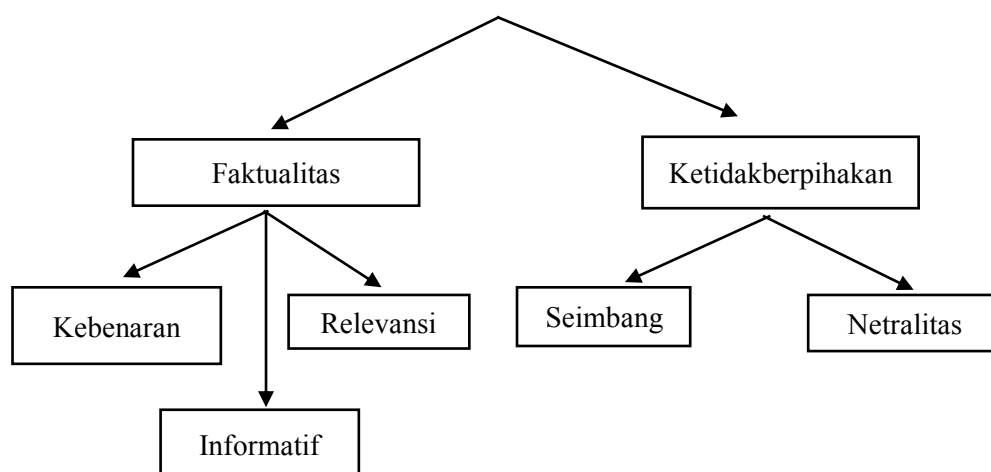 Faktualitas
Ketidakberpihakan
Kebenaran
Relevansi
Seimbang
Netralitas
Informatif